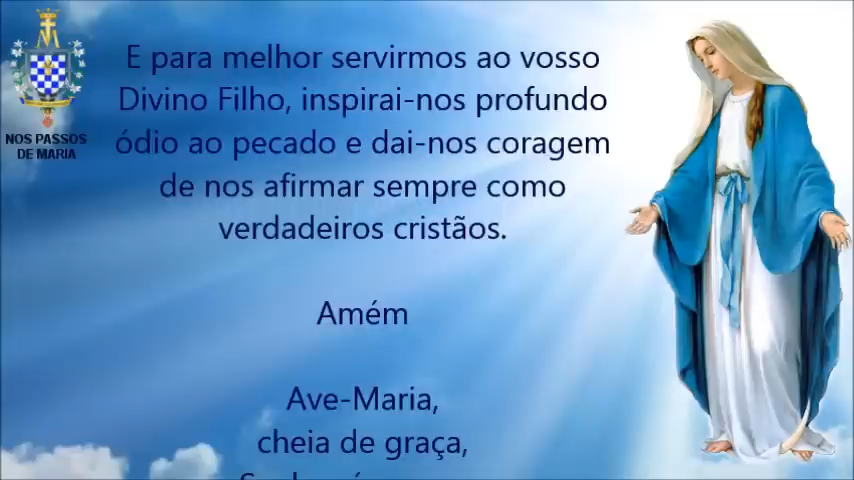 NOS PASSOS
DE MARIA
E para melhor servirmos ao vosso
Divino Filho, inspirai-nos profundo
ódio ao pecado e dai-nos coragem
de nos afirmar sempre como
verdadeiros cristãos.
Amém
Ave-Maria,
cheia de graça,